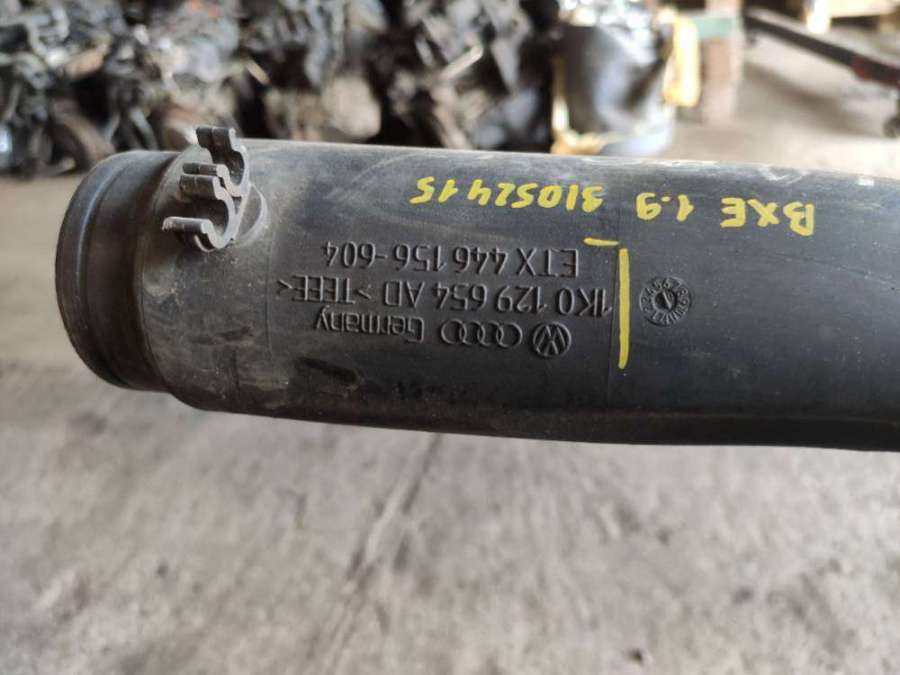 Germany
1K0 129 654 AD >TEEE<
ETX 446 156-604
BXE 1.9 31052415